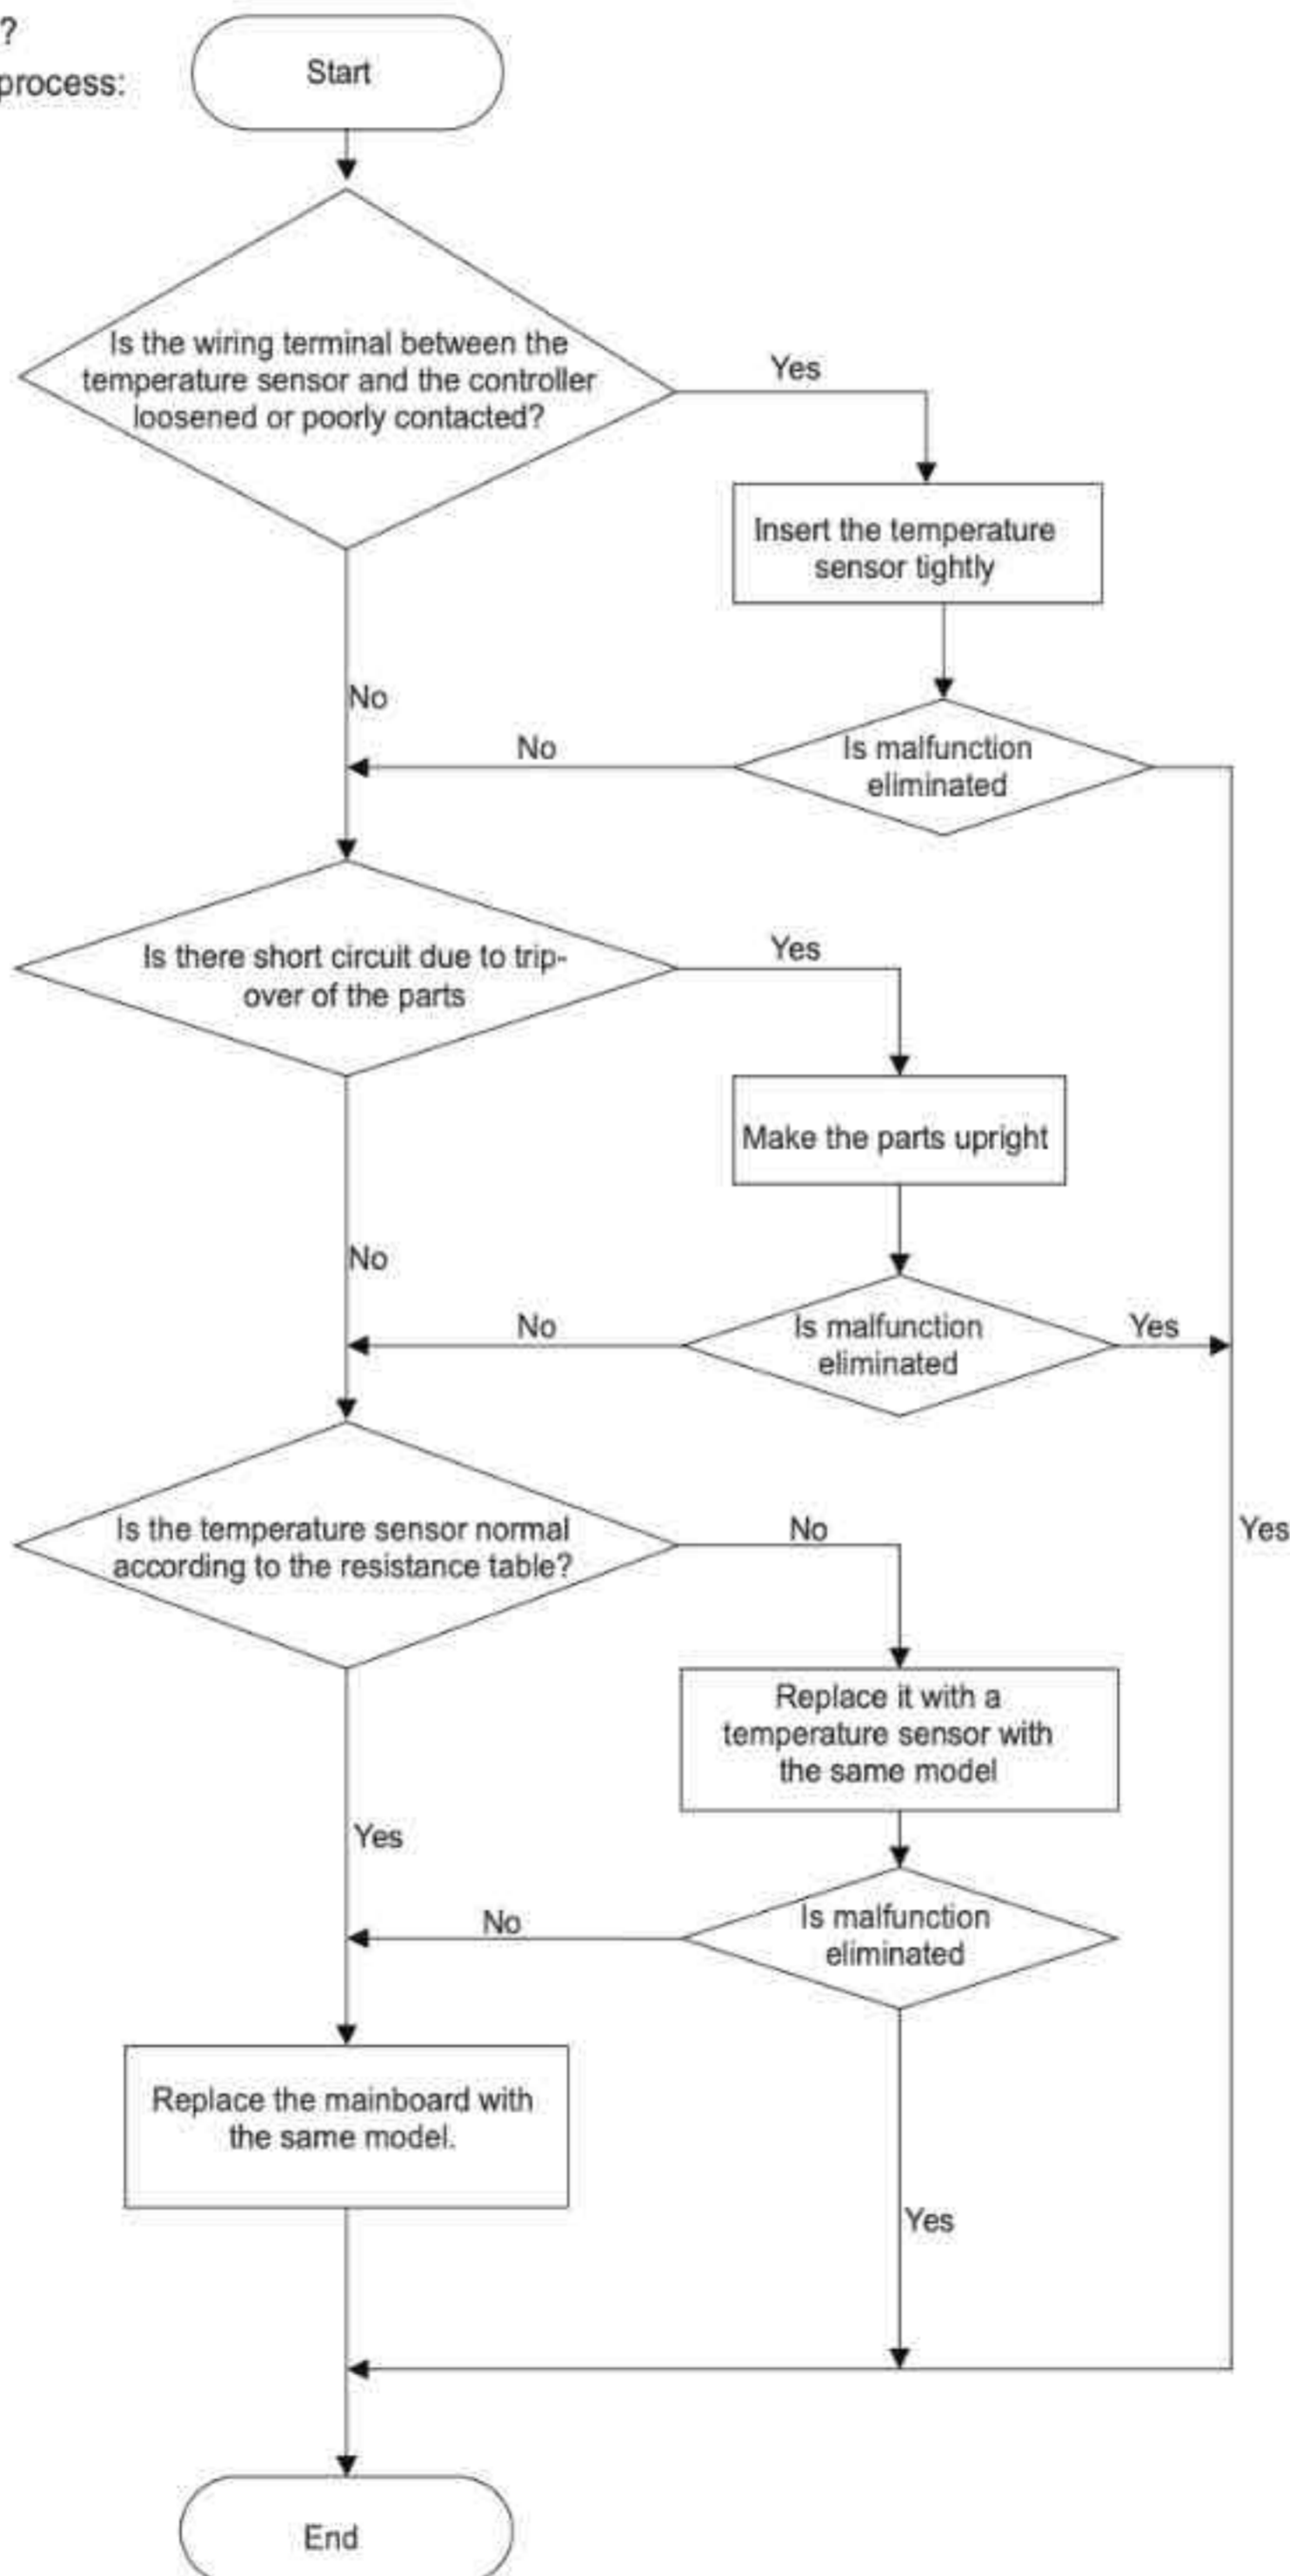 ?
process:
Start
Is the wiring terminal between the
temperature sensor and the controller
loosened or poorly contacted?
Yes
Insert the temperature
sensor tightly
No
No
Is malfunction
eliminated
Is there short circuit due to trip-
over of the parts
Yes
Make the parts upright
No
No
Is malfunction
eliminated
Yes
Is the temperature sensor normal
according to the resistance table?
No
Yes
Replace it with a
temperature sensor with
the same model
Yes
No
Is malfunction
eliminated
Replace the mainboard with
the same model.
Yes
End